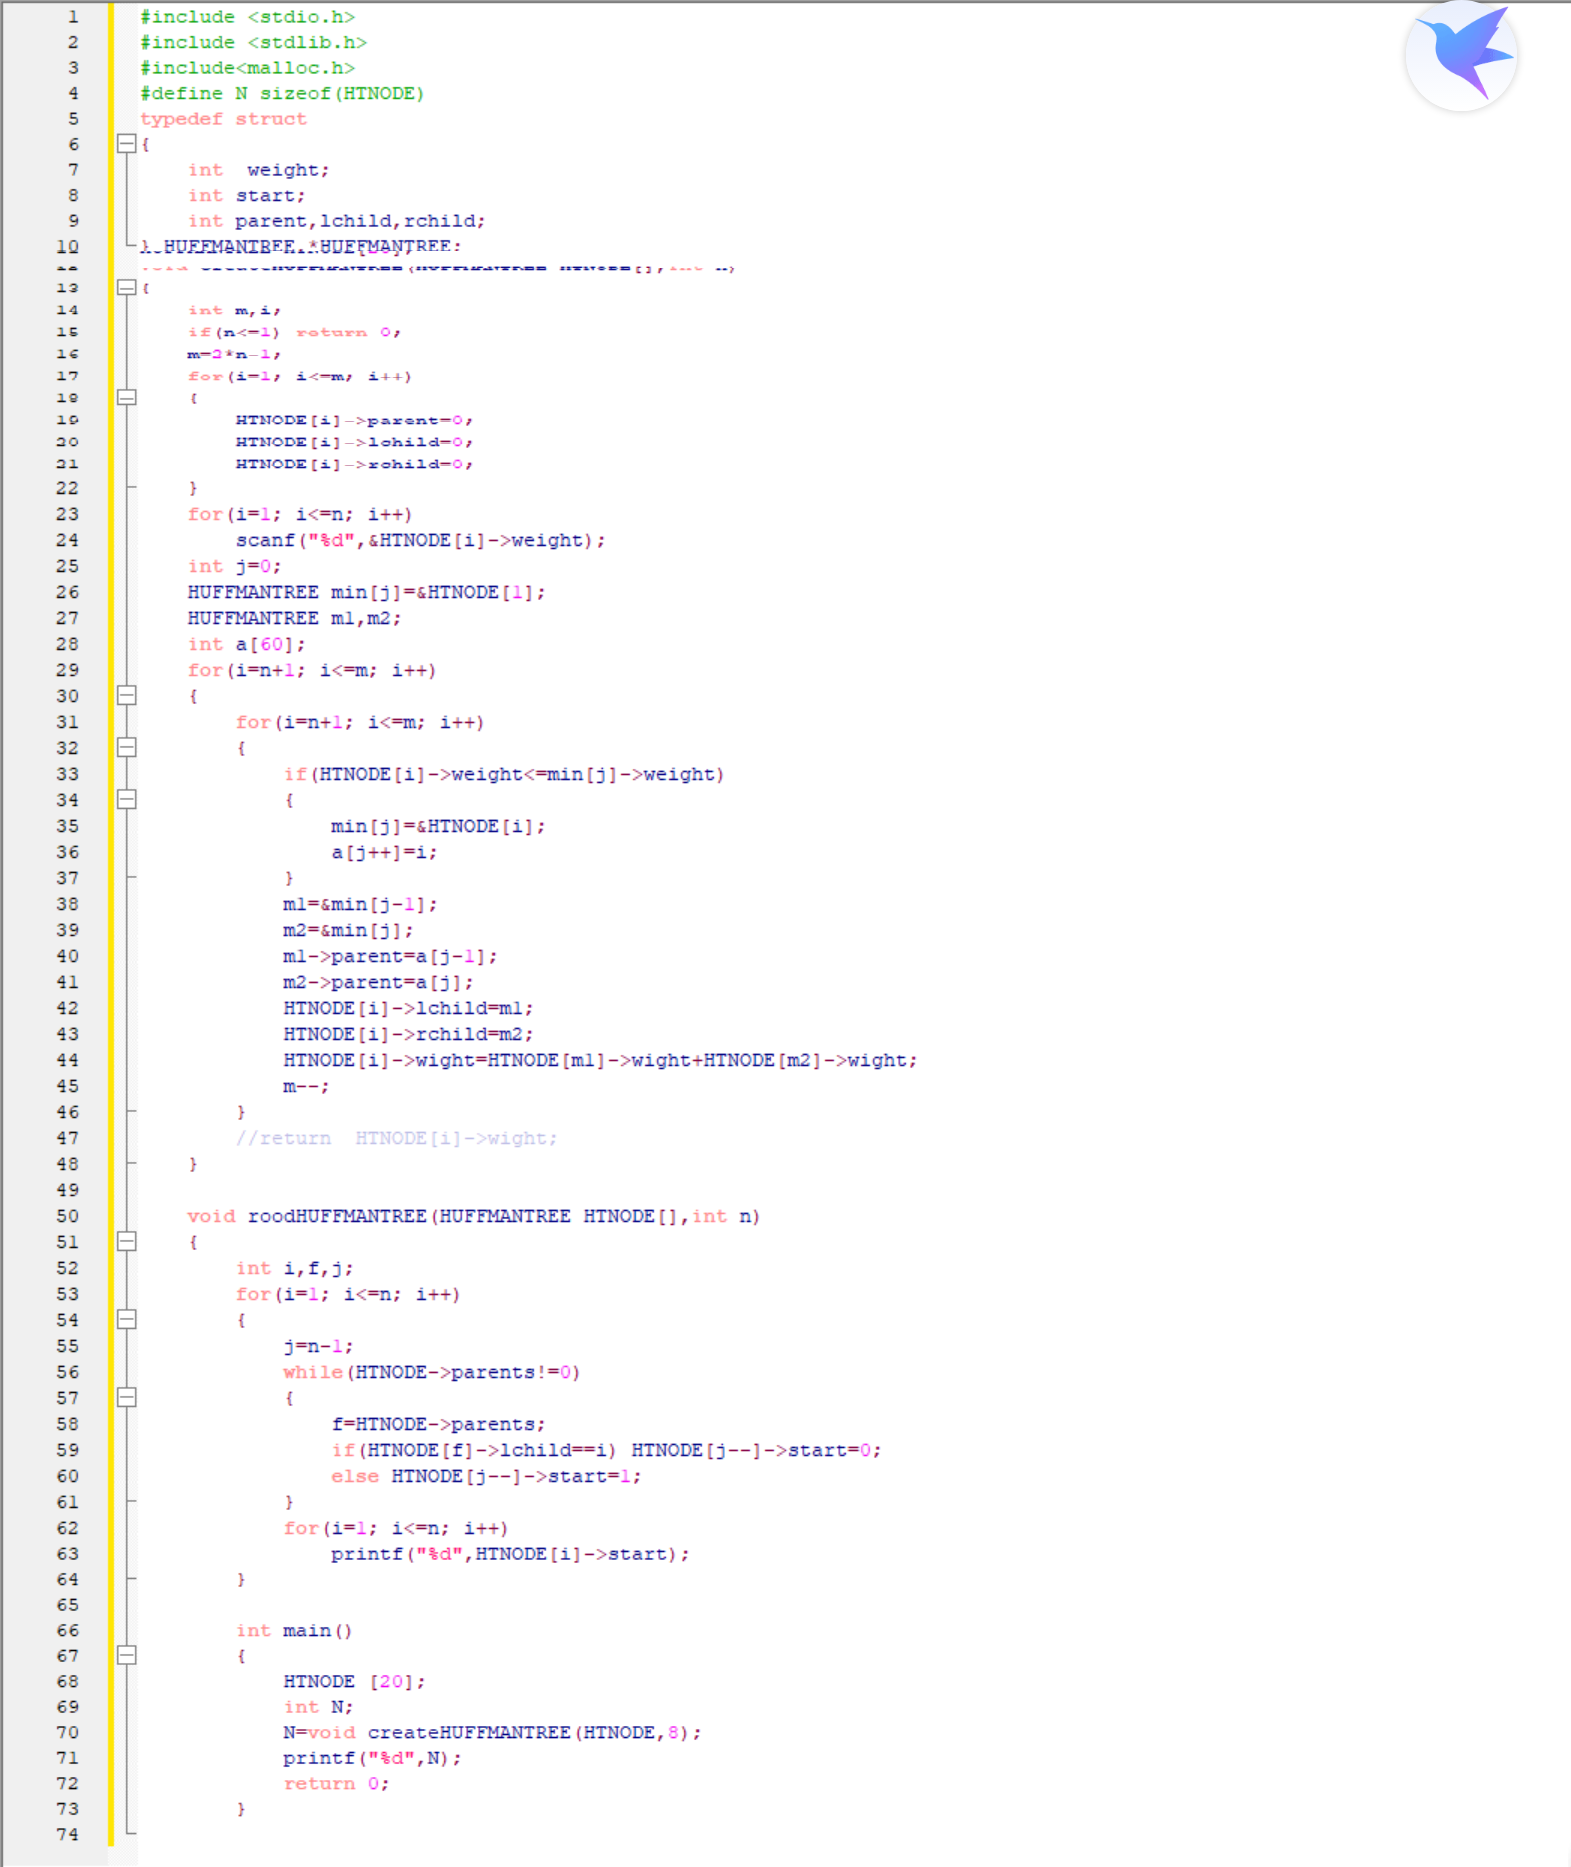 1 #include <stdio.h>
2 #include <stdlib.h>
3 #include<malloc.h>
4 #define N sizeof(HTNODE)
5 typedef struct
6 {
7 int  weight;
8 int start;
9 int parent,lchild,rchild;
10 } HUFFMANTREE,*HUFFMANTREE;
void createHUFFMANTREE(HUFFMANTREE HTNODE[],int n)
13 {
14 int m,i;
15 if(n<=1) return 0;
16 m=2*n-1;
17 for(i=1; i<=m; i++)
18 {
19 HTNODE[i]->parent=0;
20 HTNODE[i]->lchild=0;
21 HTNODE[i]->rchild=0;
22 }
23 for(i=1; i<=n; i++)
24 scanf("%d",&HTNODE[i]->weight);
25 int j=0;
26 HUFFMANTREE min[j]=&HTNODE[1];
27 HUFFMANTREE m1,m2;
28 int a[60];
29 for(i=n+1; i<=m; i++)
30 {
31 for(i=n+1; i<=m; i++)
32 {
33 if(HTNODE[i]->weight<=min[j]->weight)
34 {
35 min[j]=&HTNODE[i];
36 a[j++]=i;
37 }
38 m1=&min[j-1];
39 m2=&min[j];
40 m1->parent=a[j-1];
41 m2->parent=a[j];
42 HTNODE[i]->lchild=m1;
43 HTNODE[i]->rchild=m2;
44 HTNODE[i]->wight=HTNODE[m1]->wight+HTNODE[m2]->wight;
45 m--;
46 }
47 //return  HTNODE[i]->wight;
48 }
49
50 void roodHUFFMANTREE(HUFFMANTREE HTNODE[],int n)
51 {
52 int i,f,j;
53 for(i=1; i<=n; i++)
54 {
55 j=n-1;
56 while(HTNODE->parents!=0)
57 {
58 f=HTNODE->parents;
59 if(HTNODE[f]->lchild==i) HTNODE[j--]->start=0;
60 else HTNODE[j--]->start=1;
61 }
62 for(i=1; i<=n; i++)
63 printf("%d",HTNODE[i]->start);
64 }
65
66 int main()
67 {
68 HTNODE [20];
69 int N;
70 N=void createHUFFMANTREE(HTNODE,8);
71 printf("%d",N);
72 return 0;
73 }
74